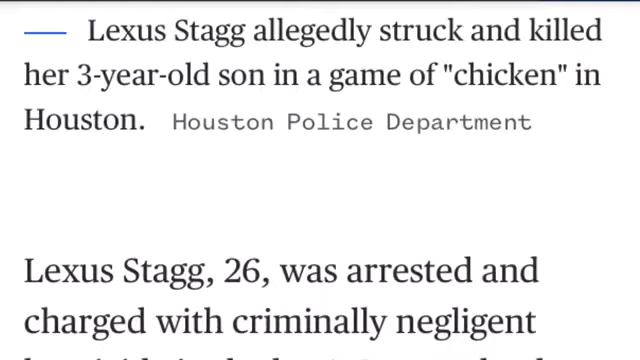 Lexus Stagg allegedly struck and killed
her 3-year-old son in a game of "chicken" in
Houston. Houston Police Department
Lexus Stagg, 26, was arrested and
charged with criminally negligent